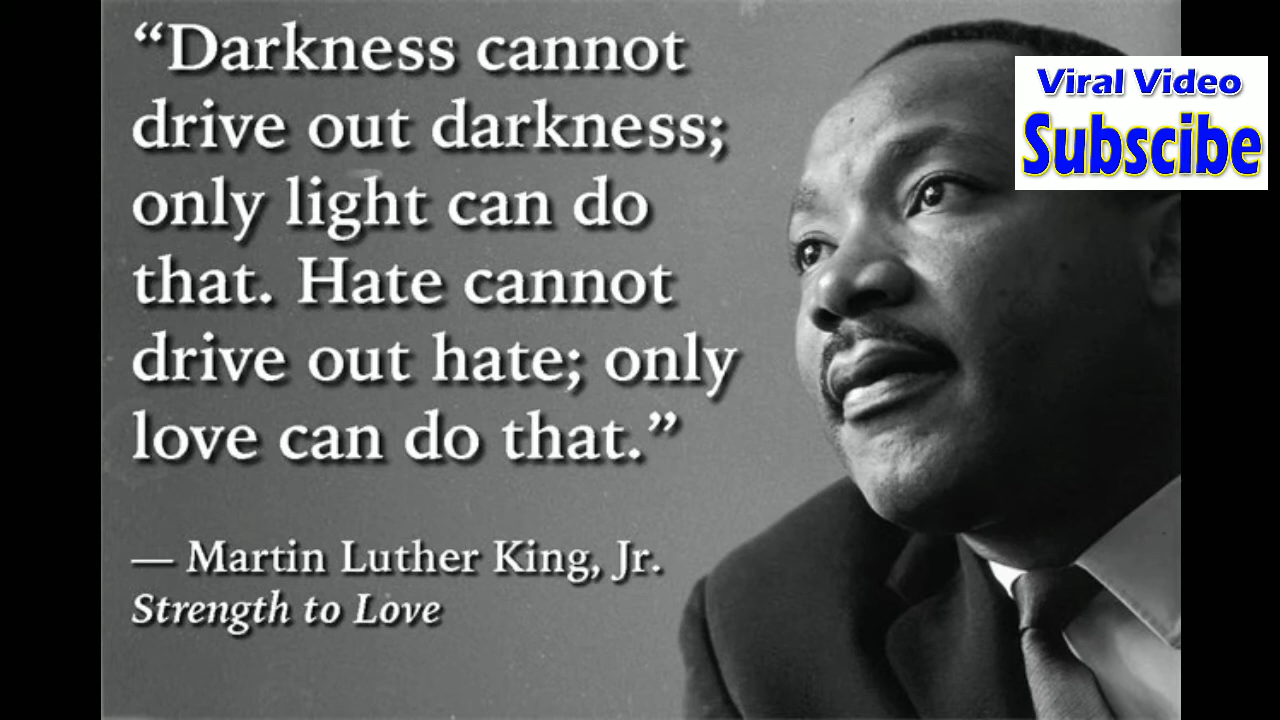 “Darkness cannot
drive out darkness;
only light can do
that. Hate cannot
drive out hate; only
love can do that.”
— Martin Luther King, Jr.
Strength to Love
Viral Video
Subscibe